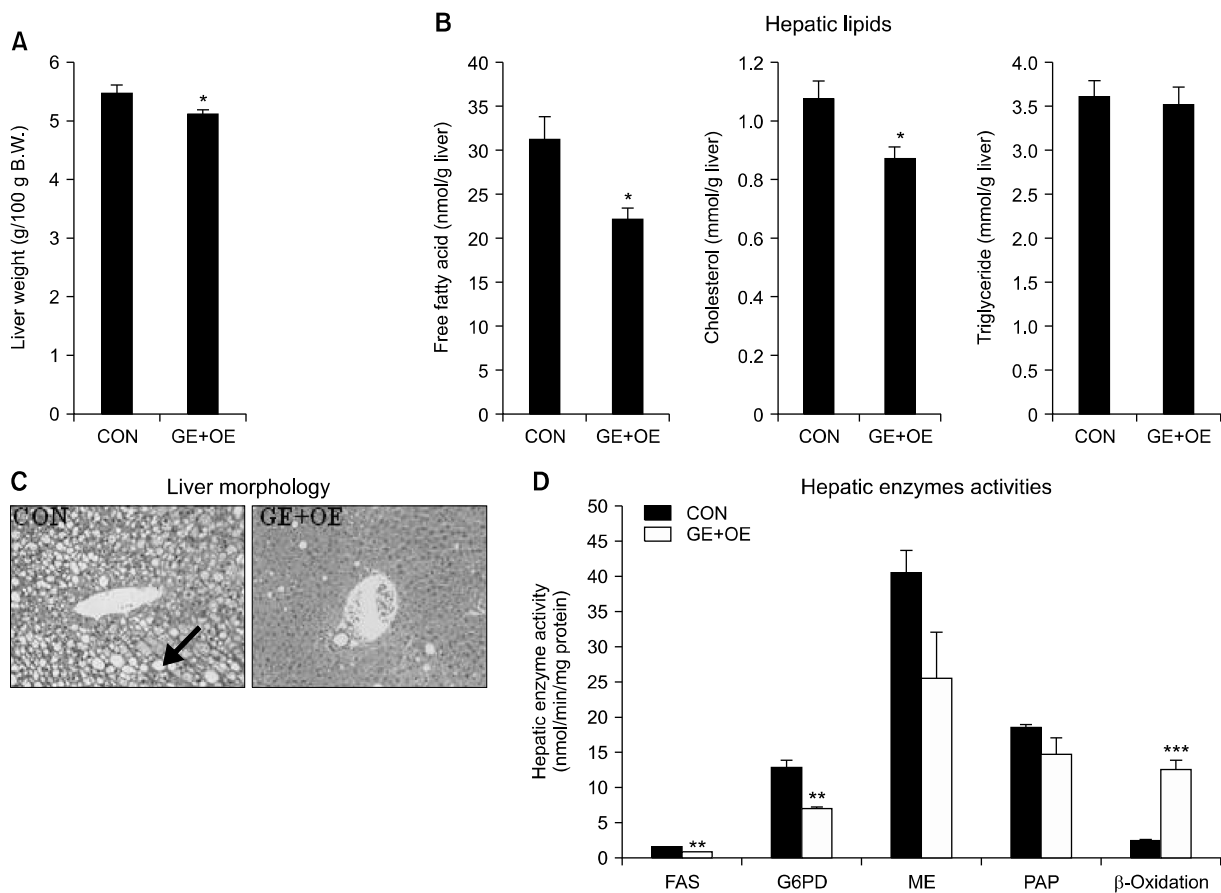 A
Liver weight (g/100 g B.W.)
6
5
4
3
2
1
0
*
CON GE+OE
B
Hepatic lipids
Free fatty acid (nmol/g liver)
40
35
30
25
20
15
10
5
0
*
CON GE+OE
Cholesterol (mmol/g liver)
1.2
1.0
0.8
0.6
0.4
0.2
0
*
CON GE+OE
Triglyceride (mmol/g liver)
4.0
3.5
3.0
2.5
2.0
1.5
1.0
0.5
0
CON GE+OE
C
Liver morphology
CON
GE+OE
D
Hepatic enzymes activities
Hepatic enzyme activity
(nmol/min/mg protein)
50
45
40
35
30
25
20
15
10
5
0
CON
GE+OE
**
**
***
FAS G6PD ME PAP β-Oxidation